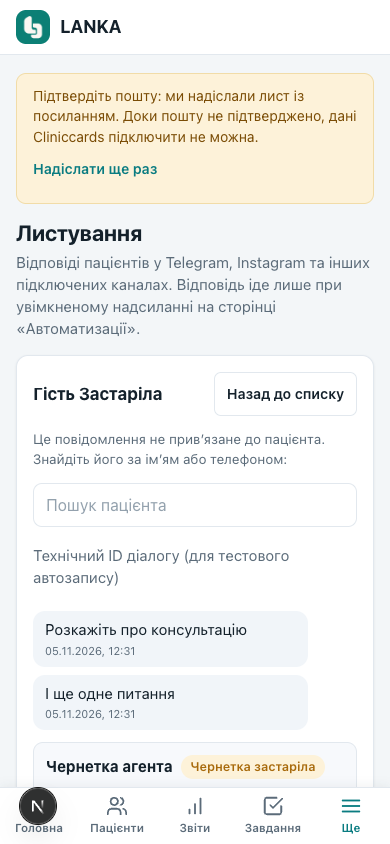 LANKA
Підтвердіть пошту: ми надіслали лист із
посиланням. Доки пошту не підтверджено, дані
Cliniccards підключити не можна.
Надіслати ще раз
Листування
Відповіді пацієнтів у Telegram, Instagram та інших
підключених каналах. Відповідь іде лише при
увімкненому надсиланні на сторінці
«Автоматизації».
Гість Застаріла
Назад до списку
Це повідомлення не прив’язане до пацієнта.
Знайдіть його за ім’ям або телефоном:
Пошук пацієнта
Технічний ID діалогу (для тестового
автозапису)
Розкажіть про консультацію
05.11.2026, 12:31
І ще одне питання
05.11.2026, 12:31
Чернетка агента
Чернетка застаріла
N
Головна
Пацієнти
Звіти
Завдання
Ще